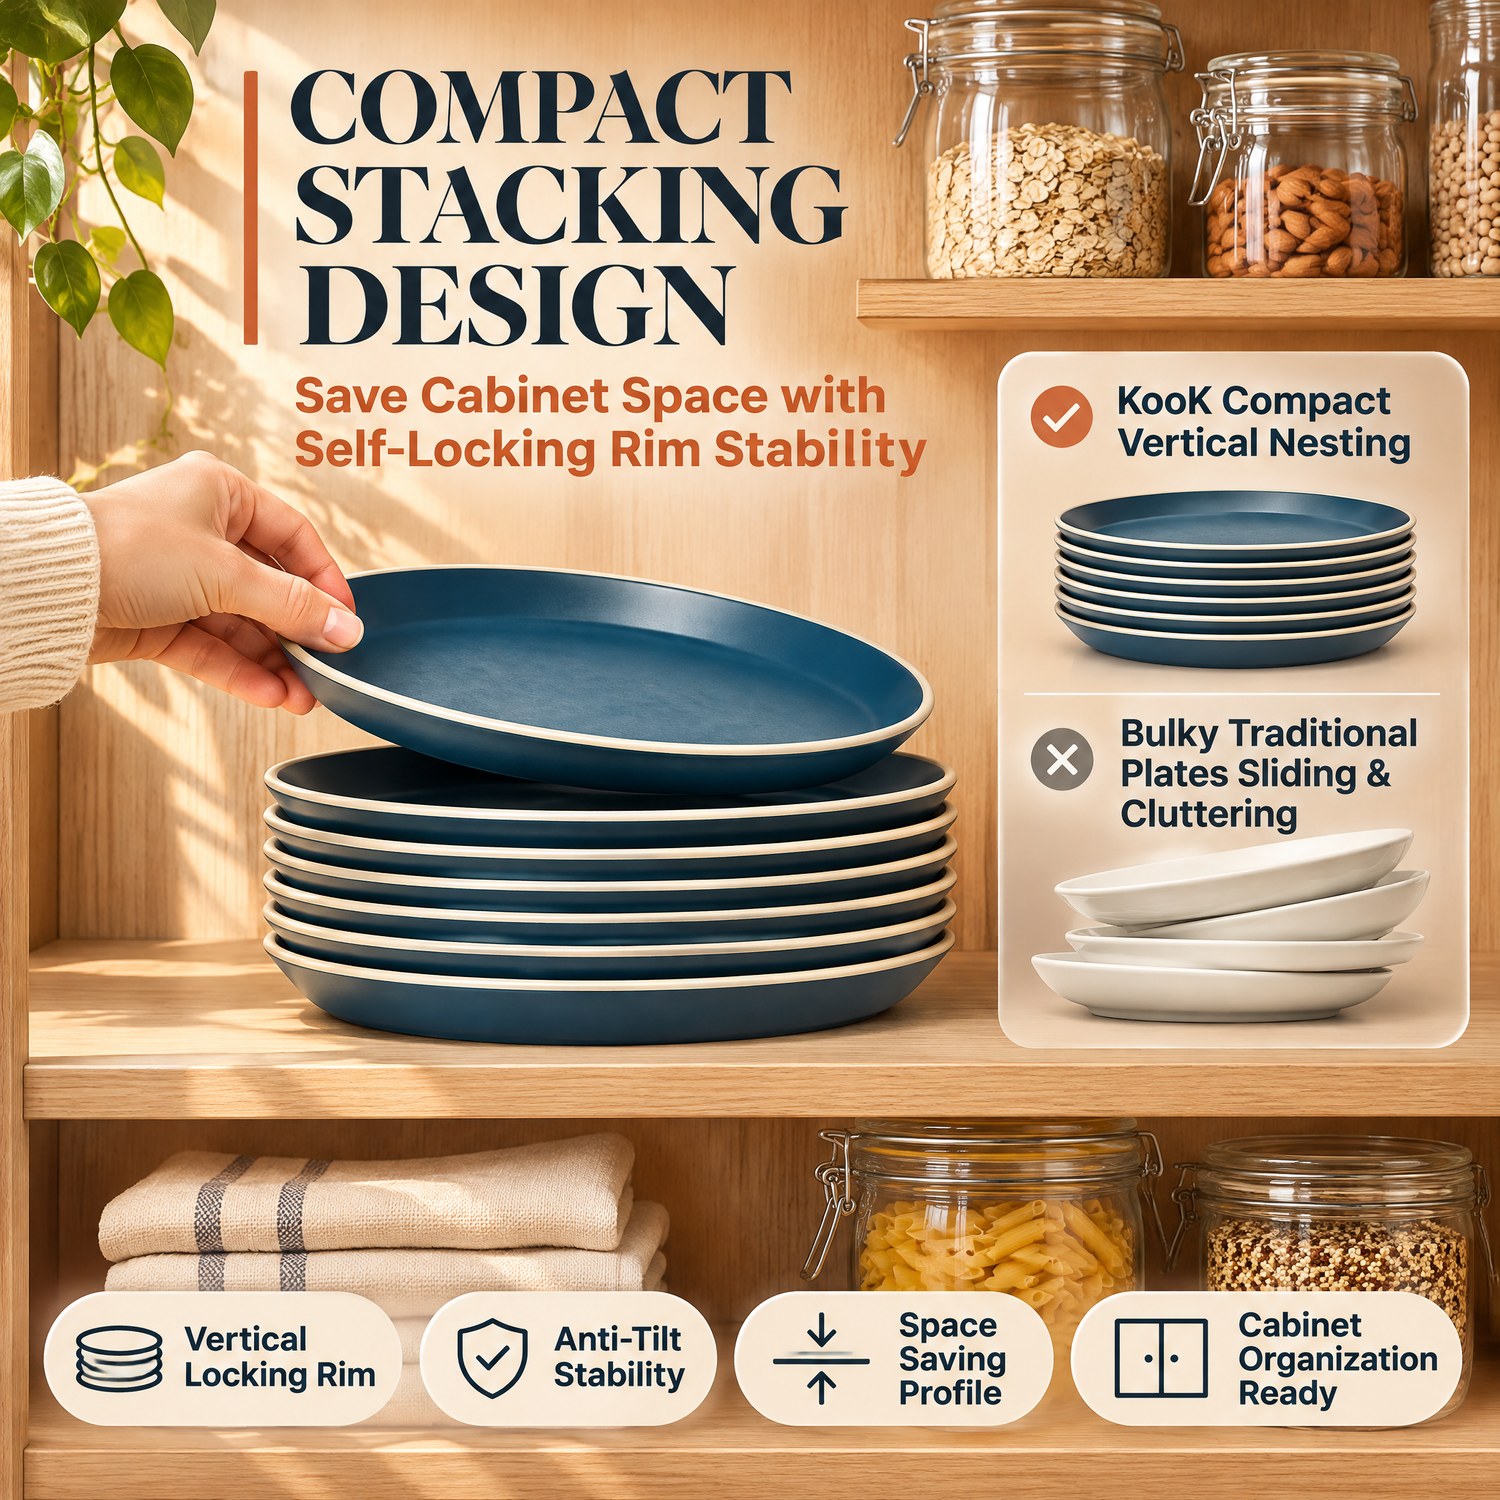 COMPACT
STACKING
DESIGN
Save Cabinet Space with
Self-Locking Rim Stability
KooK Compact
Vertical Nesting
Bulky Traditional
Plates Sliding &
Cluttering
Vertical
Locking Rim
Anti-Tilt
Stability
Space
Saving
Profile
Cabinet
Organization
Ready